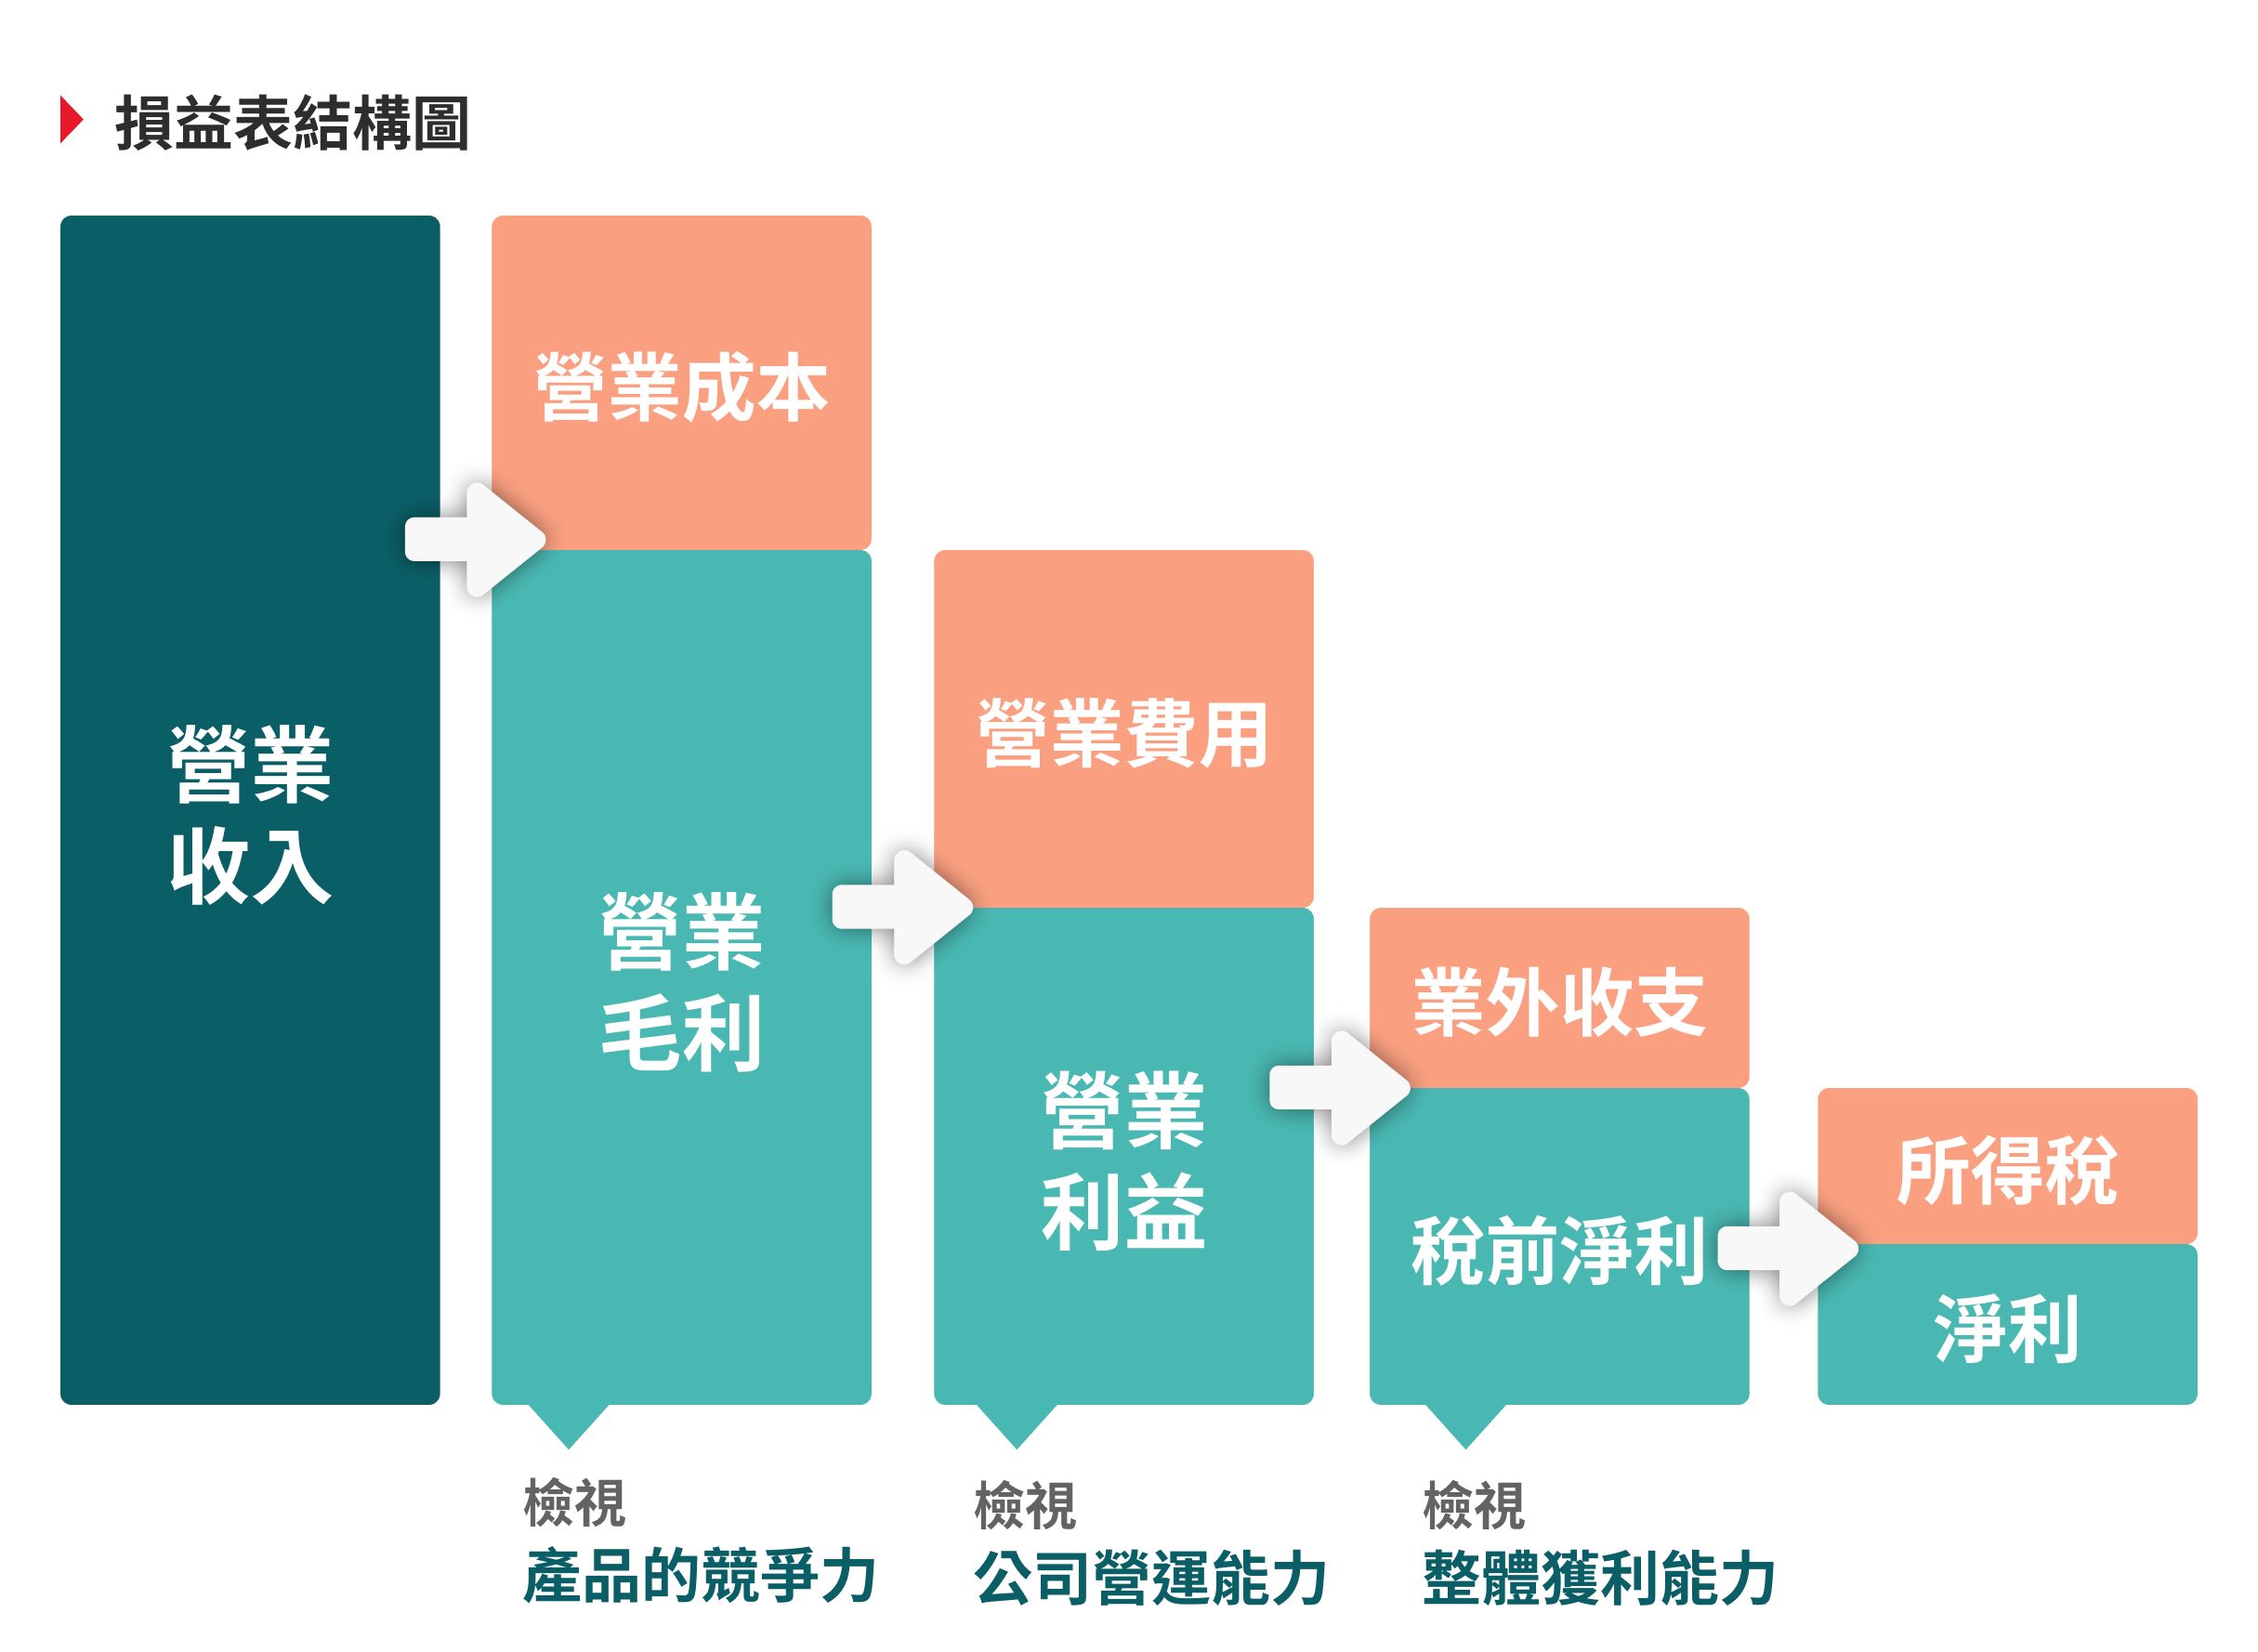 損益表結構圖
營業
收入
營業成本
營業
毛利
檢視
產品的競爭力
營業費用
營業
利益
檢視
公司營運能力
業外收支
稅前淨利
檢視
整體獲利能力
所得稅
淨利